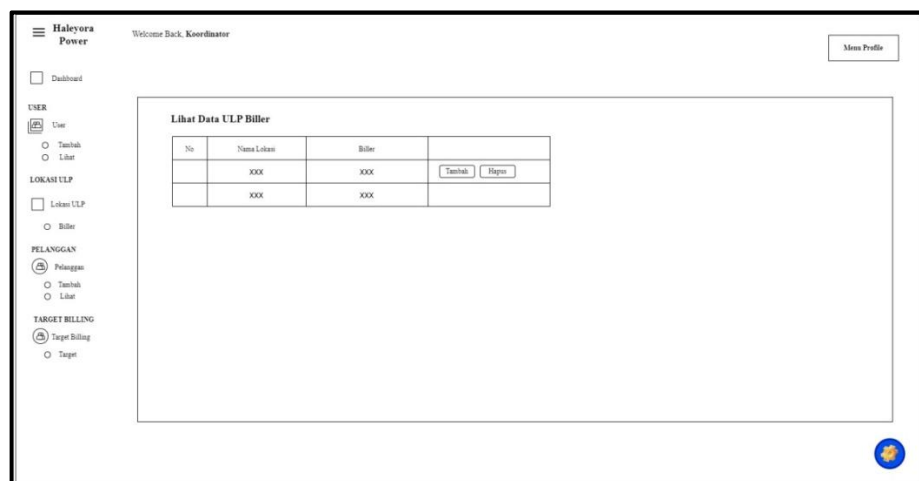 Haleyora
Power
Welcome Back, Koordinator
Menu Profile
Dashboard
USER
User
Tambah
Lihat
LOKASI ULP
Lokasi ULP
Biller
PELANGGAN
Pelanggan
Tambah
Lihat
TARGET BILLING
Target Billing
Target
Lihat Data ULP Biller
No Nama Lokasi Biller
XXX XXX Tambah Hapus
XXX XXX